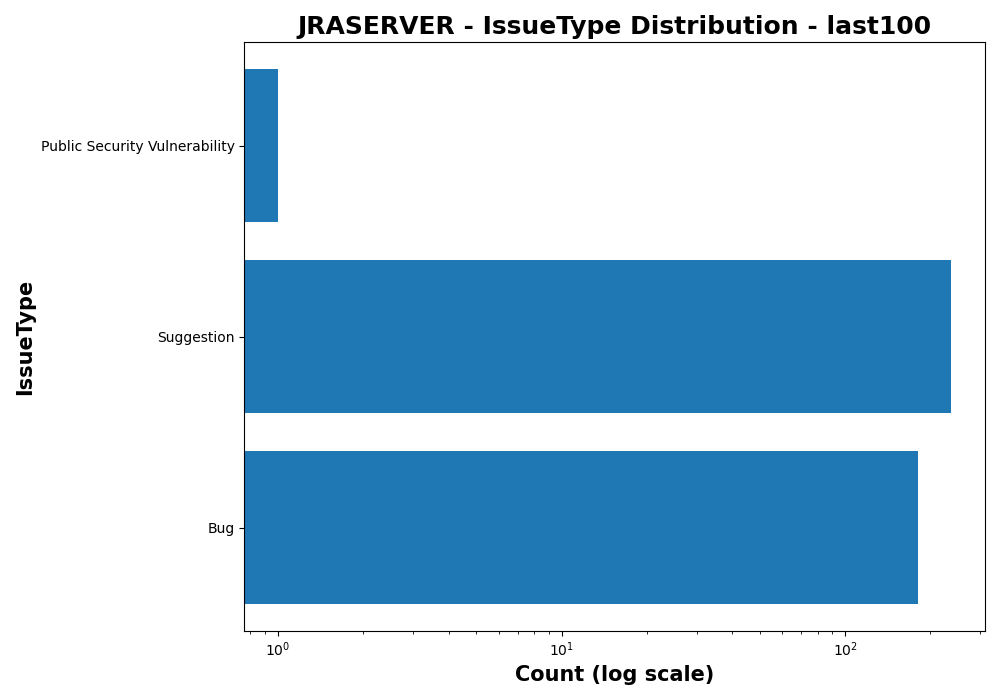 JRASERVER - IssueType Distribution - last100
Public Security Vulnerability
Suggestion
Bug
IssueType
10⁰
10¹
10²
Count (log scale)